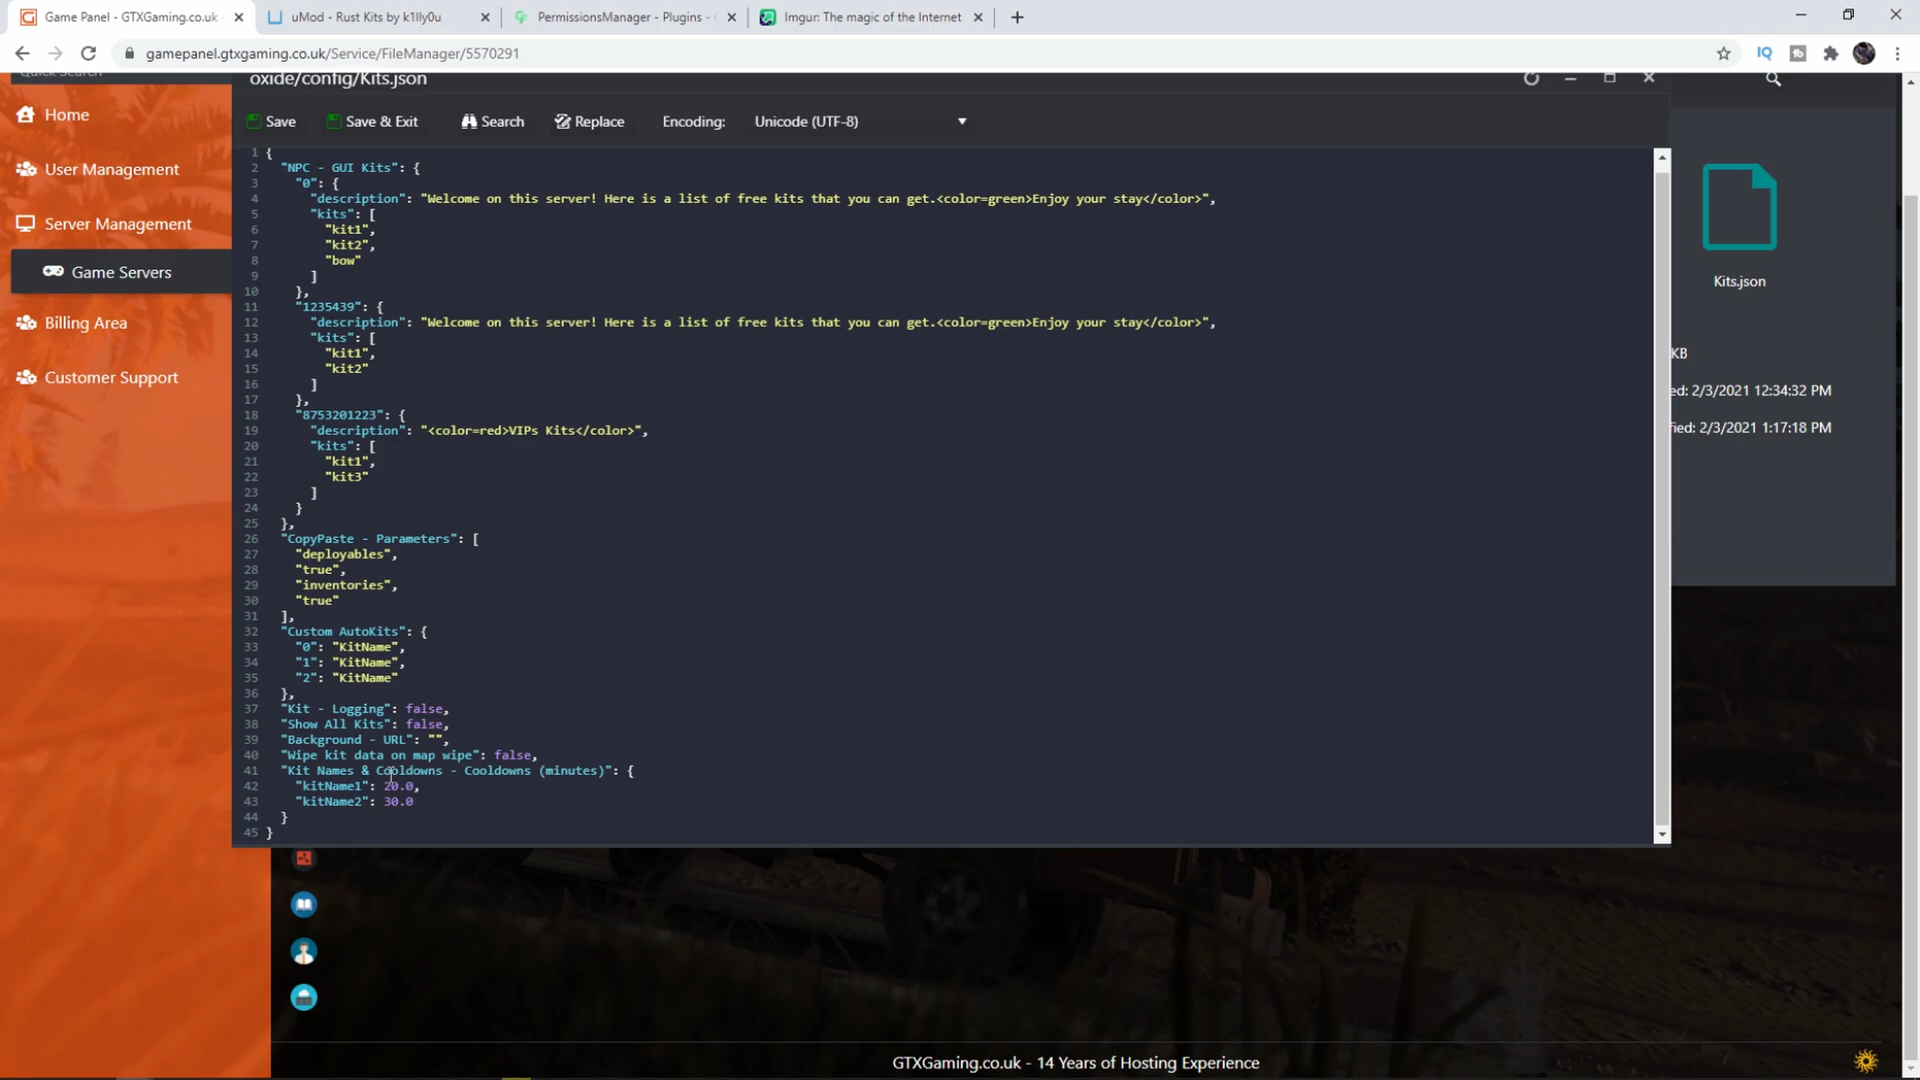 Game Panel - GTXGaming.co.uk
uMod - Rust Kits by k1lly0u
PermissionsManager - Plugins -
Imgur: The magic of the Internet
gamepanel.gtxgaming.co.uk/Service/FileManager/5570291
Quick Search
oxide/config/Kits.json
Home
User Management
Server Management
Game Servers
Billing Area
Customer Support
Save
Save & Exit
Search
Replace
Encoding:
Unicode (UTF-8)
1 {
2 "NPC - GUI Kits": {
3 "0": {
4 "description": "Welcome on this server! Here is a list of free kits that you can get.<color=green>Enjoy your stay</color>",
5 "kits": [
6 "kit1",
7 "kit2",
8 "bow"
9 ]
10 },
11 "1235439": {
12 "description": "Welcome on this server! Here is a list of free kits that you can get.<color=green>Enjoy your stay</color>",
13 "kits": [
14 "kit1",
15 "kit2"
16 ]
17 },
18 "8753201223": {
19 "description": "<color=red>VIPs Kits</color>",
20 "kits": [
21 "kit1",
22 "kit3"
23 ]
24 }
25 },
26 "CopyPaste - Parameters": [
27 "deployables",
28 "true",
29 "inventories",
30 "true"
31 ],
32 "Custom AutoKits": {
33 "0": "KitName",
34 "1": "KitName",
35 "2": "KitName"
36 },
37 "Kit - Logging": false,
38 "Show All Kits": false,
39 "Background - URL": "",
40 "Wipe kit data on map wipe": false,
41 "Kit Names & Cooldowns - Cooldowns (minutes)": {
42 "kitName1": 20.0,
43 "kitName2": 30.0
44 }
45 }
Kits.json
KB
ed: 2/3/2021 12:34:32 PM
fied: 2/3/2021 1:17:18 PM
GTXGaming.co.uk - 14 Years of Hosting Experience